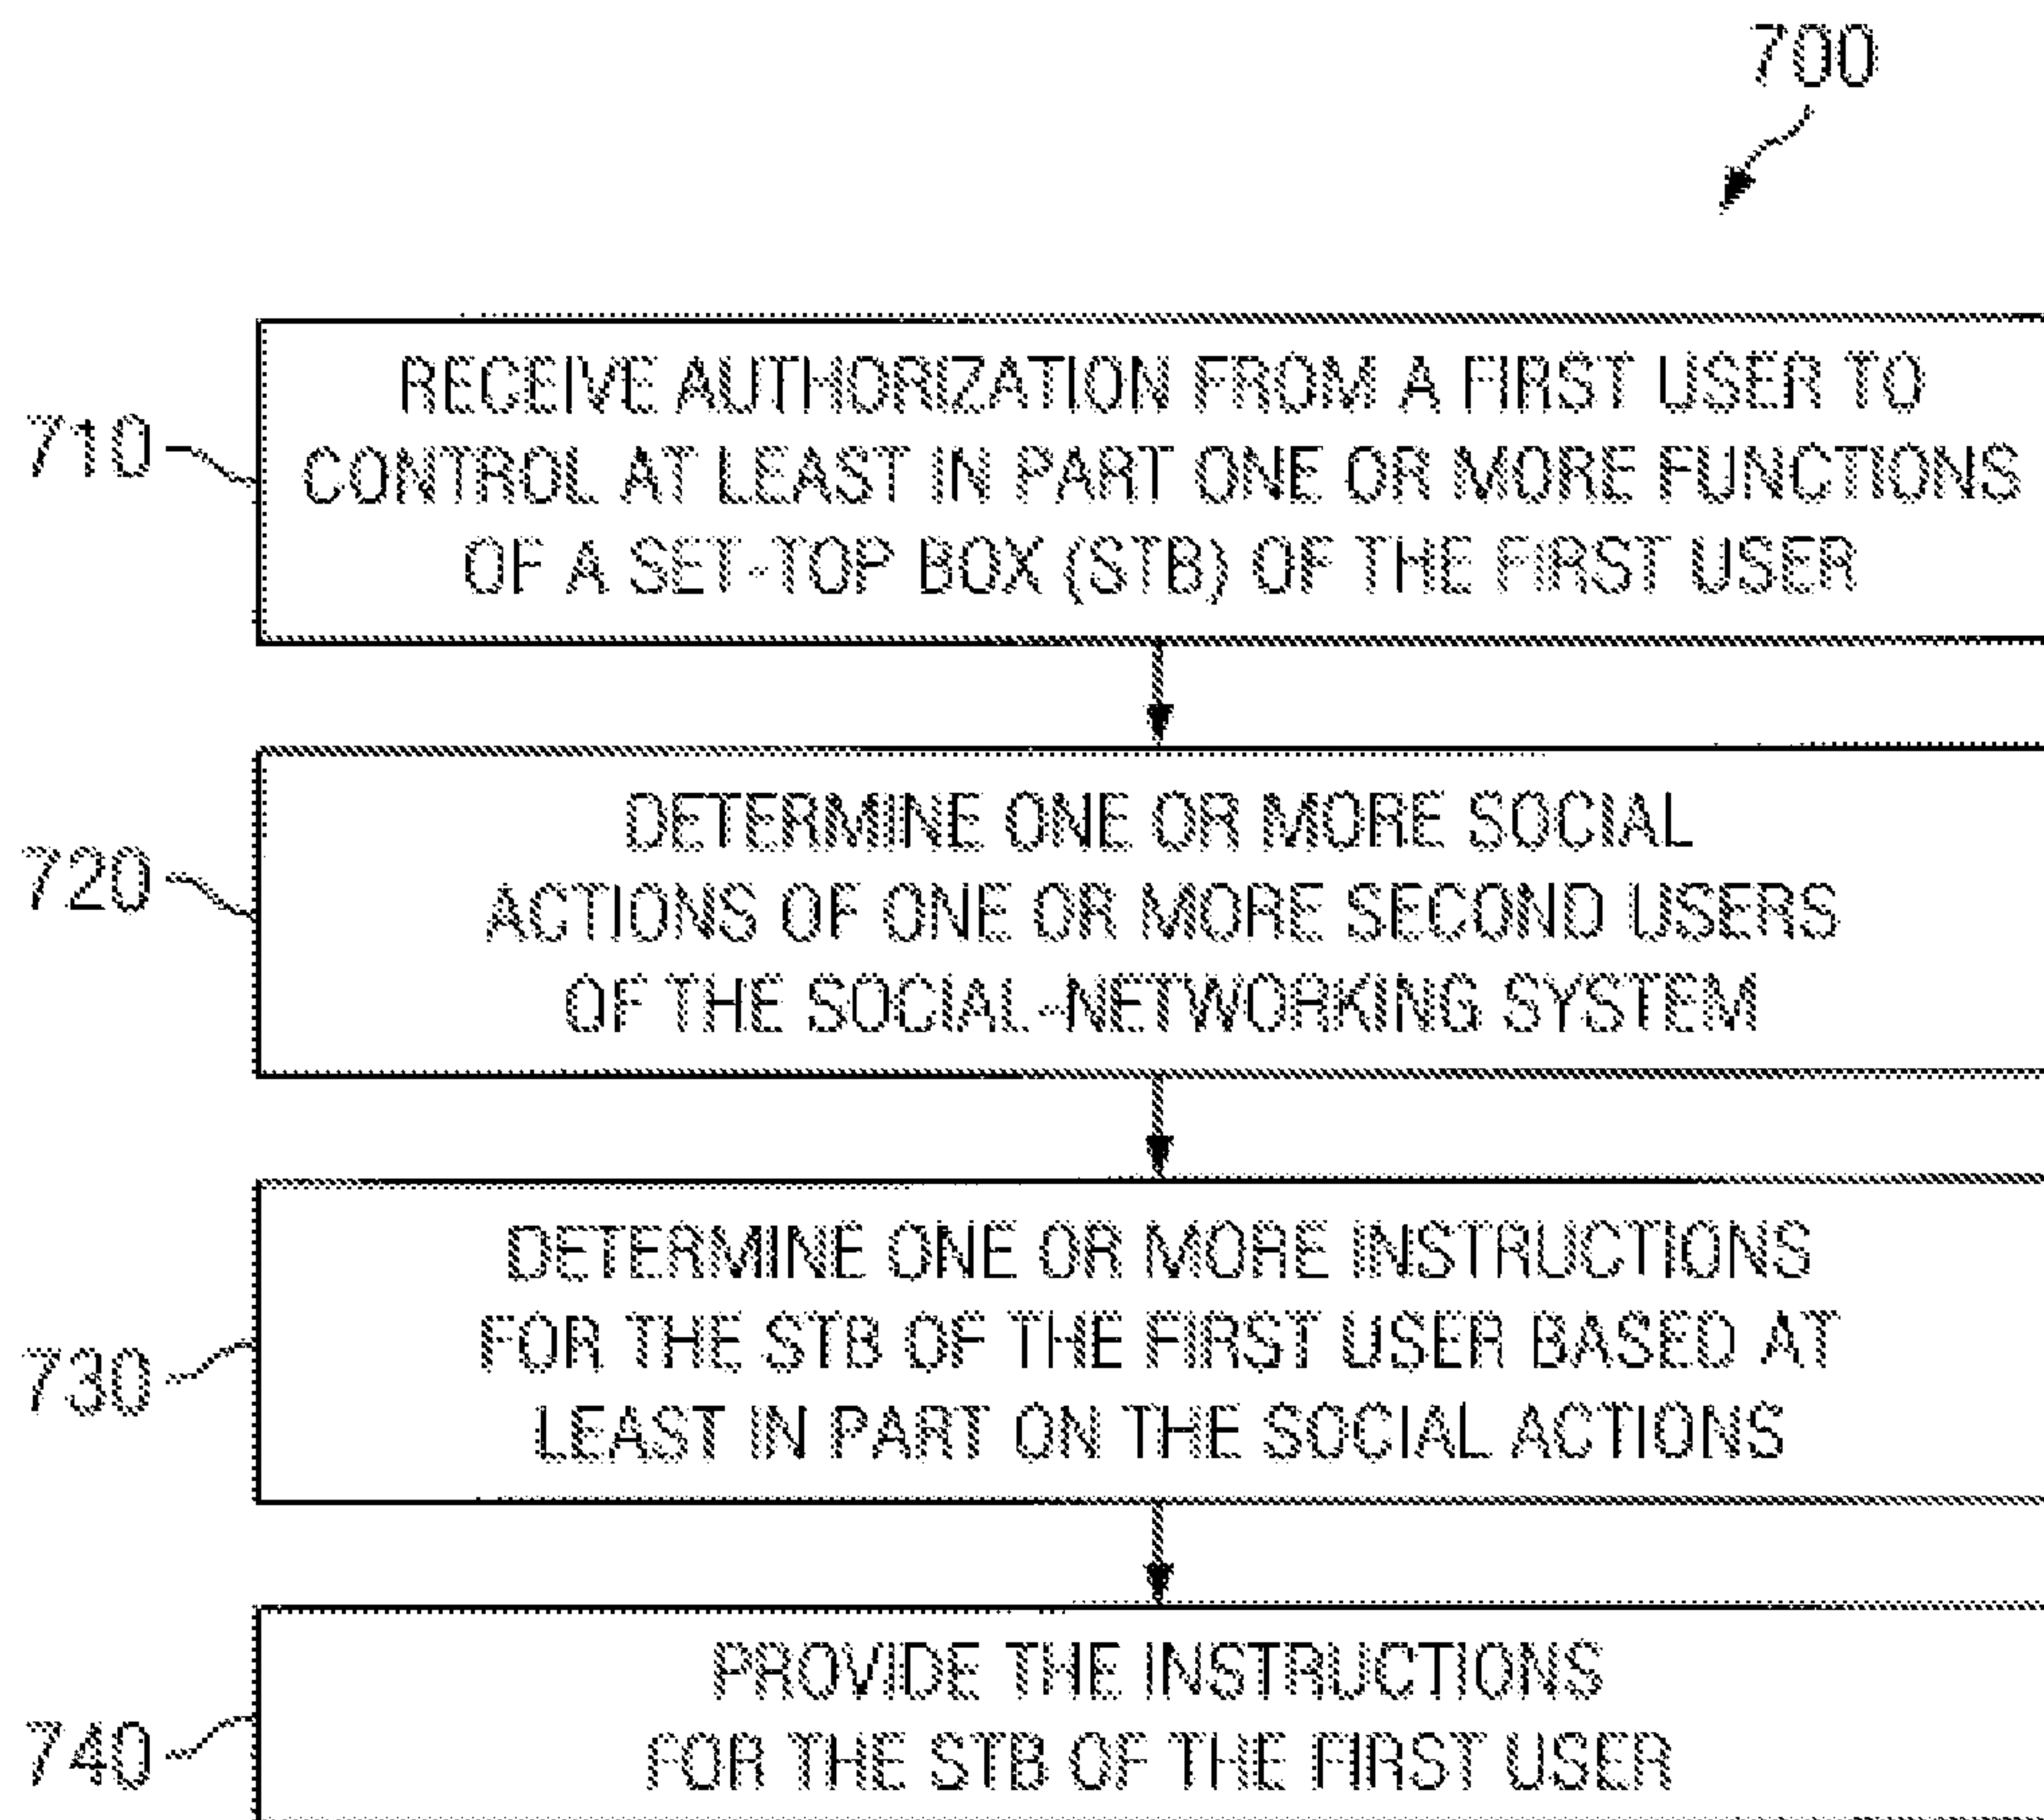 700
710
RECEIVE AUTHORIZATION FROM A FIRST USER TO
CONTROL AT LEAST IN PART ONE OR MORE FUNCTIONS
OF A SET-TOP BOX (STB) OF THE FIRST USER
720
DETERMINE ONE OR MORE SOCIAL
ACTIONS OF ONE OR MORE SECOND USERS
OF THE SOCIAL-NETWORKING SYSTEM
730
DETERMINE ONE OR MORE INSTRUCTIONS
FOR THE STB OF THE FIRST USER BASED AT
LEAST IN PART ON THE SOCIAL ACTIONS
740
PROVIDE THE INSTRUCTIONS
FOR THE STB OF THE FIRST USER